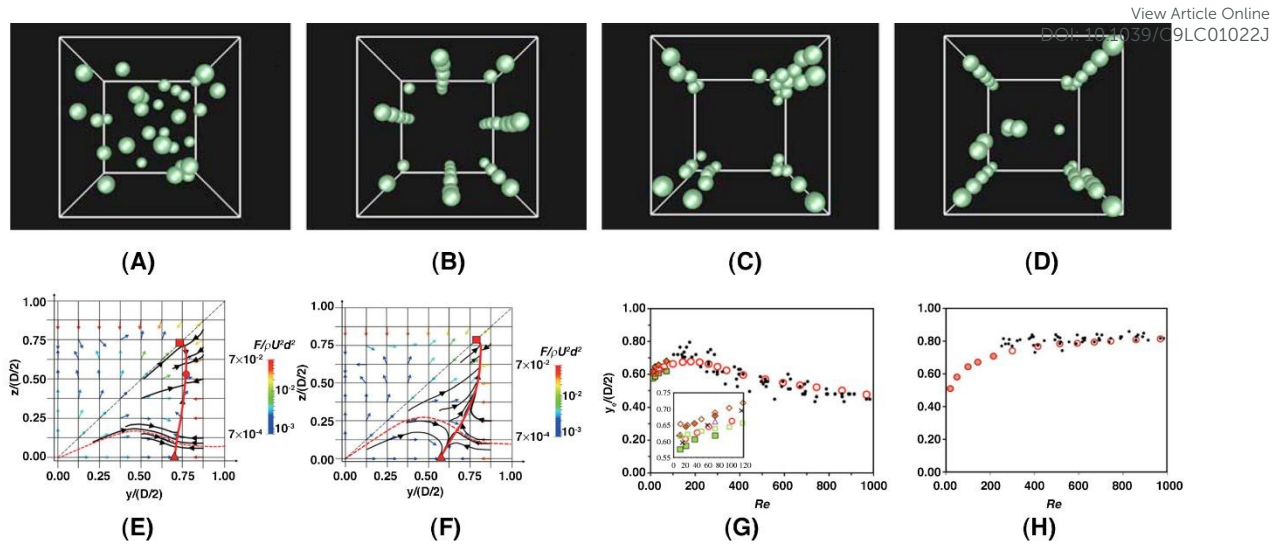 View Article Online
DOI: 10.1039/C9LC01022J
(A)
(B)
(C)
(D)
1.00
0.75
0.50
0.25
0.00
z/(D/2)
0.00 0.25 0.50 0.75 1.00
y/(D/2)
F/ρU²d²
7×10⁻²
10⁻²
10⁻³
7×10⁻⁴
(E)
1.00
0.75
0.50
0.25
0.00
z/(D/2)
0.00 0.25 0.50 0.75 1.00
y/(D/2)
F/ρU²d²
7×10⁻²
10⁻²
10⁻³
7×10⁻⁴
(F)
1.00
0.80
0.60
0.40
0.20
0.00
yₑ/(D/2)
0.75
0.70
0.65
0.60
0.55
0 20 40 60 80 100 120
0.00 200 400 600 800 1000
Re
(G)
1.00
0.80
0.60
0.40
0.20
0.00
0.00 200 400 600 800 1000
Re
(H)